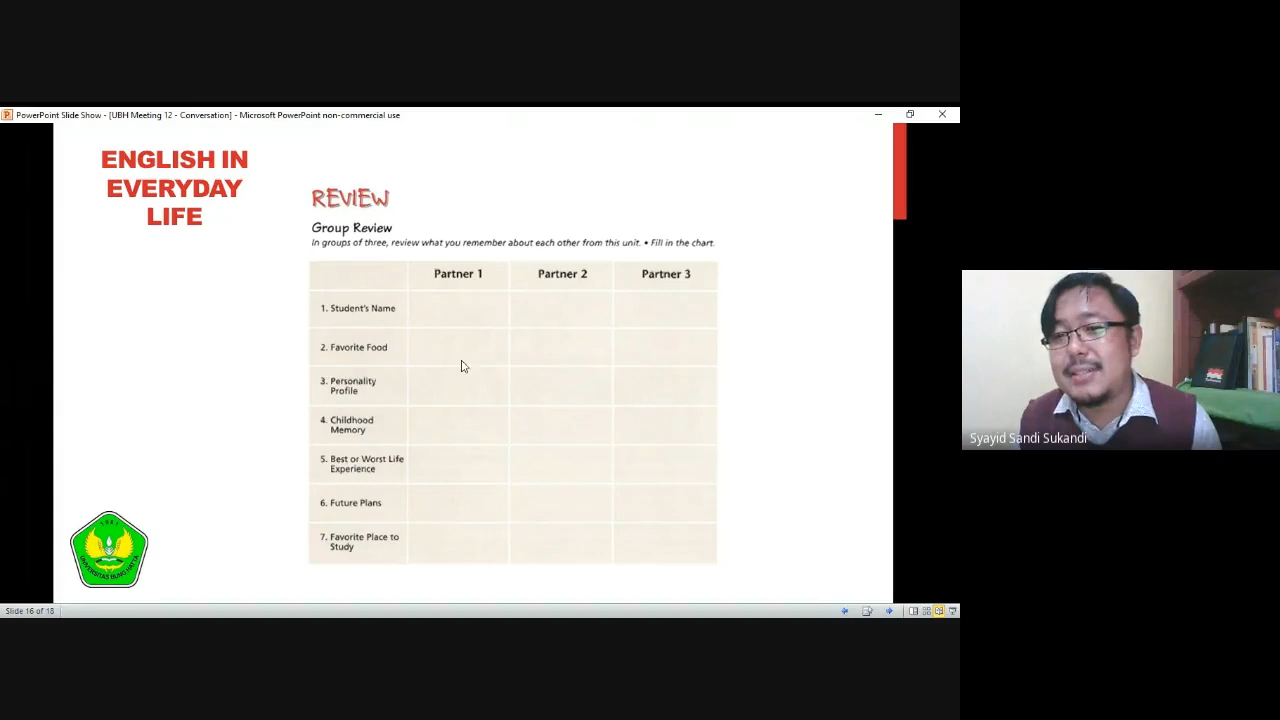 PowerPoint Slide Show - [UBH Meeting 12 - Conversation] - Microsoft PowerPoint non-commercial use
ENGLISH IN
EVERYDAY
LIFE
REVIEW
Group Review
In groups of three, review what you remember about each other from this unit. • Fill in the chart.
Partner 1 Partner 2 Partner 3
1. Student's Name
2. Favorite Food
3. Personality
Profile
4. Childhood
Memory
5. Best or Worst Life
Experience
6. Future Plans
7. Favorite Place to
Study
UNIVERSITAS BUNG HATTA
Slide 16 of 18
Syayid Sandi Sukandi